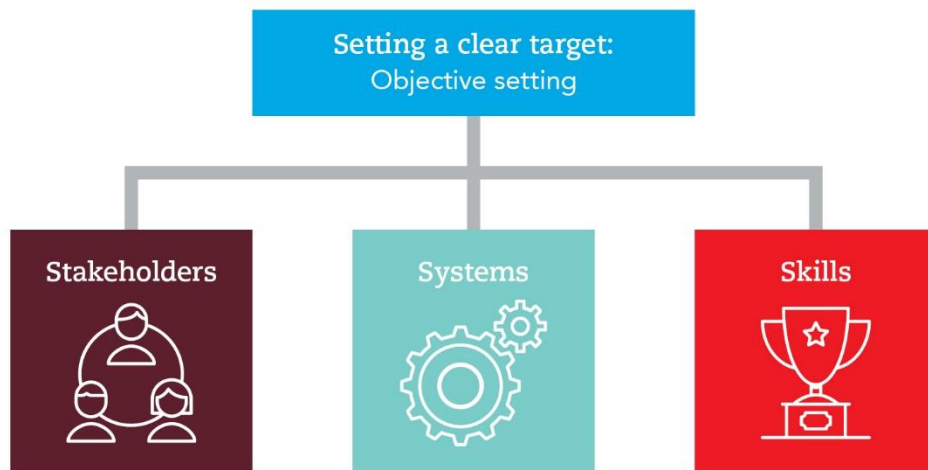 Setting a clear target:
Objective setting
Stakeholders
Systems
Skills